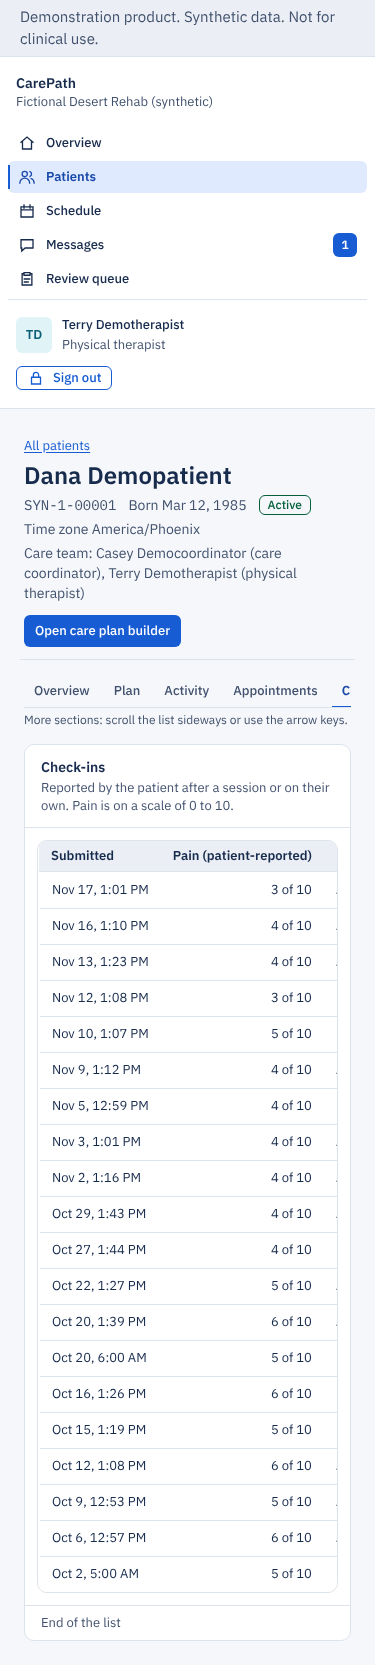 Demonstration product. Synthetic data. Not for
clinical use.
CarePath
Fictional Desert Rehab (synthetic)
Overview
Patients
Schedule
Messages 1
Review queue
TD
Terry Demotherapist
Physical therapist
Sign out
All patients
Dana Demopatient
SYN-1-00001 Born Mar 12, 1985 Active
Time zone America/Phoenix
Care team: Casey Democoordinator (care
coordinator), Terry Demotherapist (physical
therapist)
Open care plan builder
Overview Plan Activity Appointments C
More sections: scroll the list sideways or use the arrow keys.
Check-ins
Reported by the patient after a session or on their
own. Pain is on a scale of 0 to 10.
Submitted Pain (patient-reported)
Nov 17, 1:01 PM 3 of 10
Nov 16, 1:10 PM 4 of 10
Nov 13, 1:23 PM 4 of 10
Nov 12, 1:08 PM 3 of 10
Nov 10, 1:07 PM 5 of 10
Nov 9, 1:12 PM 4 of 10
Nov 5, 12:59 PM 4 of 10
Nov 3, 1:01 PM 4 of 10
Nov 2, 1:16 PM 4 of 10
Oct 29, 1:43 PM 4 of 10
Oct 27, 1:44 PM 4 of 10
Oct 22, 1:27 PM 5 of 10
Oct 20, 1:39 PM 6 of 10
Oct 20, 6:00 AM 5 of 10
Oct 16, 1:26 PM 6 of 10
Oct 15, 1:19 PM 5 of 10
Oct 12, 1:08 PM 6 of 10
Oct 9, 12:53 PM 5 of 10
Oct 6, 12:57 PM 6 of 10
Oct 2, 5:00 AM 5 of 10
End of the list